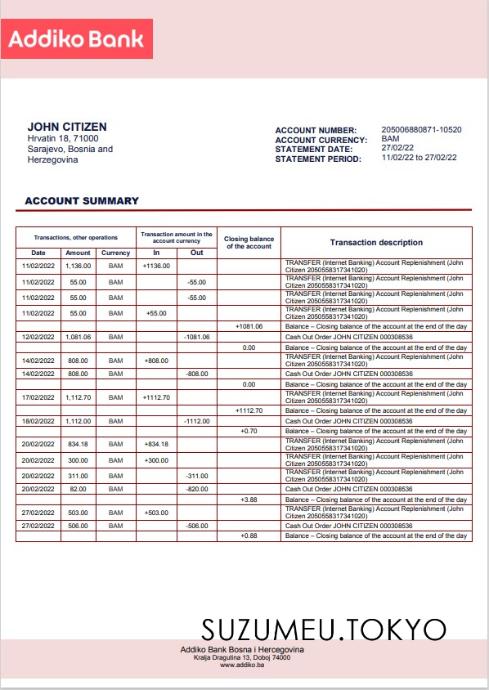 Addiko Bank
JOHN CITIZEN
Hrvatin 18, 71000
Sarajevo, Bosnia and
Herzegovina
ACCOUNT NUMBER: 205006880871-10520
ACCOUNT CURRENCY: BAM
STATEMENT DATE: 27/02/22
STATEMENT PERIOD: 11/02/22 to 27/02/22
ACCOUNT SUMMARY
Transactions, other operations Transaction amount in the account currency Closing balance of the account Transaction description
Date Amount Currency In Out
11/02/2022 1,136.00 BAM +1136.00 TRANSFER (Internet Banking) Account Replenishment (John
Citizen 2050558317341020)
11/02/2022 55.00 BAM -55.00 TRANSFER (Internet Banking) Account Replenishment (John
Citizen 2050558317341020)
11/02/2022 55.00 BAM -55.00 TRANSFER (Internet Banking) Account Replenishment (John
Citizen 2050558317341020)
11/02/2022 55.00 BAM +55.00 TRANSFER (Internet Banking) Account Replenishment (John
Citizen 2050558317341020)
+1081.06 Balance – Closing balance of the account at the end of the day
12/02/2022 1,081.06 BAM -1081.06 Cash Out Order JOHN CITIZEN 000308536
0.00 Balance – Closing balance of the account at the end of the day
14/02/2022 808.00 BAM +808.00 TRANSFER (Internet Banking) Account Replenishment (John
Citizen 2050558317341020)
14/02/2022 808.00 BAM -808.00 Cash Out Order JOHN CITIZEN 000308536
0.00 Balance – Closing balance of the account at the end of the day
17/02/2022 1,112.70 BAM +1112.70 TRANSFER (Internet Banking) Account Replenishment (John
Citizen 2050558317341020)
+1112.70 Balance – Closing balance of the account at the end of the day
18/02/2022 1,112.00 BAM -1112.00 Cash Out Order JOHN CITIZEN 000308536
+0.70 Balance – Closing balance of the account at the end of the day
20/02/2022 834.18 BAM +834.18 TRANSFER (Internet Banking) Account Replenishment (John
Citizen 2050558317341020)
20/02/2022 300.00 BAM +300.00 TRANSFER (Internet Banking) Account Replenishment (John
Citizen 2050558317341020)
20/02/2022 311.00 BAM -311.00 TRANSFER (Internet Banking) Account Replenishment (John
Citizen 2050558317341020)
20/02/2022 82.00 BAM -820.00 Cash Out Order JOHN CITIZEN 000308536
+3.88 Balance – Closing balance of the account at the end of the day
27/02/2022 503.00 BAM +503.00 TRANSFER (Internet Banking) Account Replenishment (John
Citizen 2050558317341020)
27/02/2022 506.00 BAM -506.00 Cash Out Order JOHN CITIZEN 000308536
+0.88 Balance – Closing balance of the account at the end of the day
SUZUMEU.TOKYO
Addiko Bank Bosna i Hercegovina
Kralja Dragutina 13, Doboj 74000
www.addiko.ba